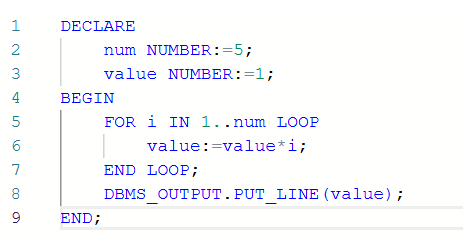 1 DECLARE
2 num NUMBER:=5;
3 value NUMBER:=1;
4 BEGIN
5 FOR i IN 1..num LOOP
6 value:=value*i;
7 END LOOP;
8 DBMS_OUTPUT.PUT_LINE(value);
9 END;